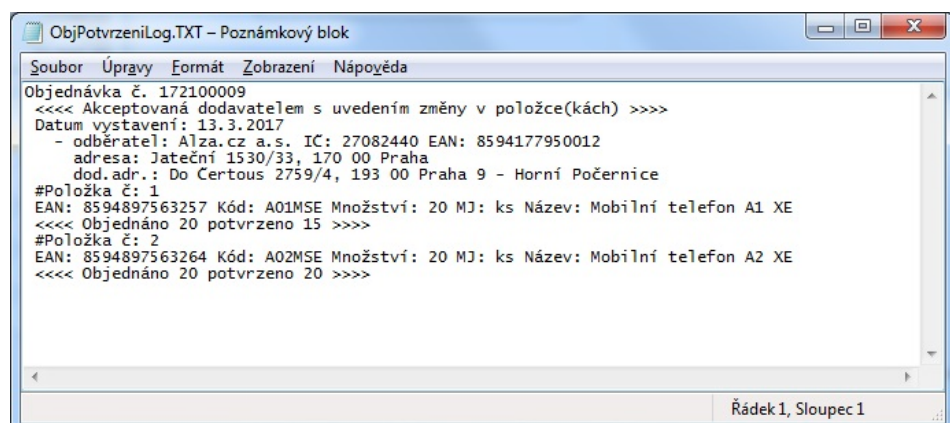 ObjPotvrzeniLog.TXT – Poznámkový blok
Soubor Úpravy Formát Zobrazení Nápověda
Objednávka č. 172100009
<<<< Akceptovaná dodavatelem s uvedením změny v položce(kách) >>>>
Datum vystavení: 13.3.2017
- odběratel: Alza.cz a.s. IČ: 27082440 EAN: 8594177950012
adresa: Jateční 1530/33, 170 00 Praha
dod.adr.: Do Čertous 2759/4, 193 00 Praha 9 - Horní Počernice
#Položka č: 1
EAN: 8594897563257 Kód: A01MSE Množství: 20 MJ: ks Název: Mobilní telefon A1 XE
<<<< Objednáno 20 potvrzeno 15 >>>>
#Položka č: 2
EAN: 8594897563264 Kód: A02MSE Množství: 20 MJ: ks Název: Mobilní telefon A2 XE
<<<< Objednáno 20 potvrzeno 20 >>>>
Řádek 1, Sloupec 1